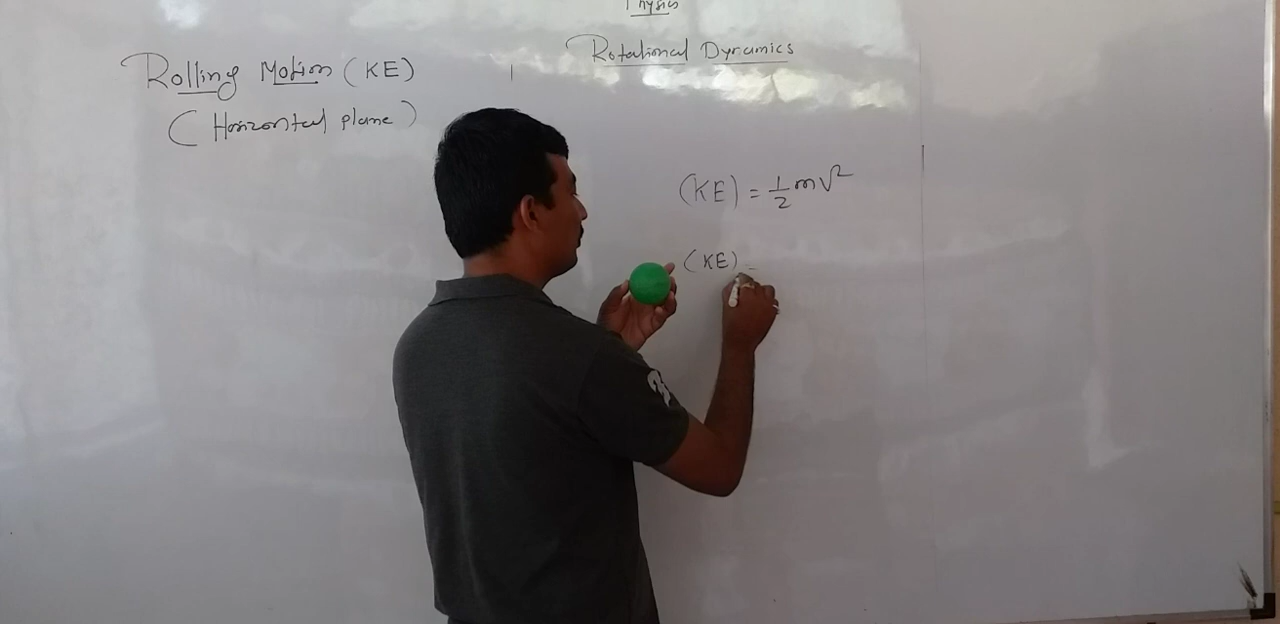 Physics
Rotational Dynamics
Rolling Motion (KE)
(Horizontal plane)
(KE) = 1/2 mv²
(KE) =